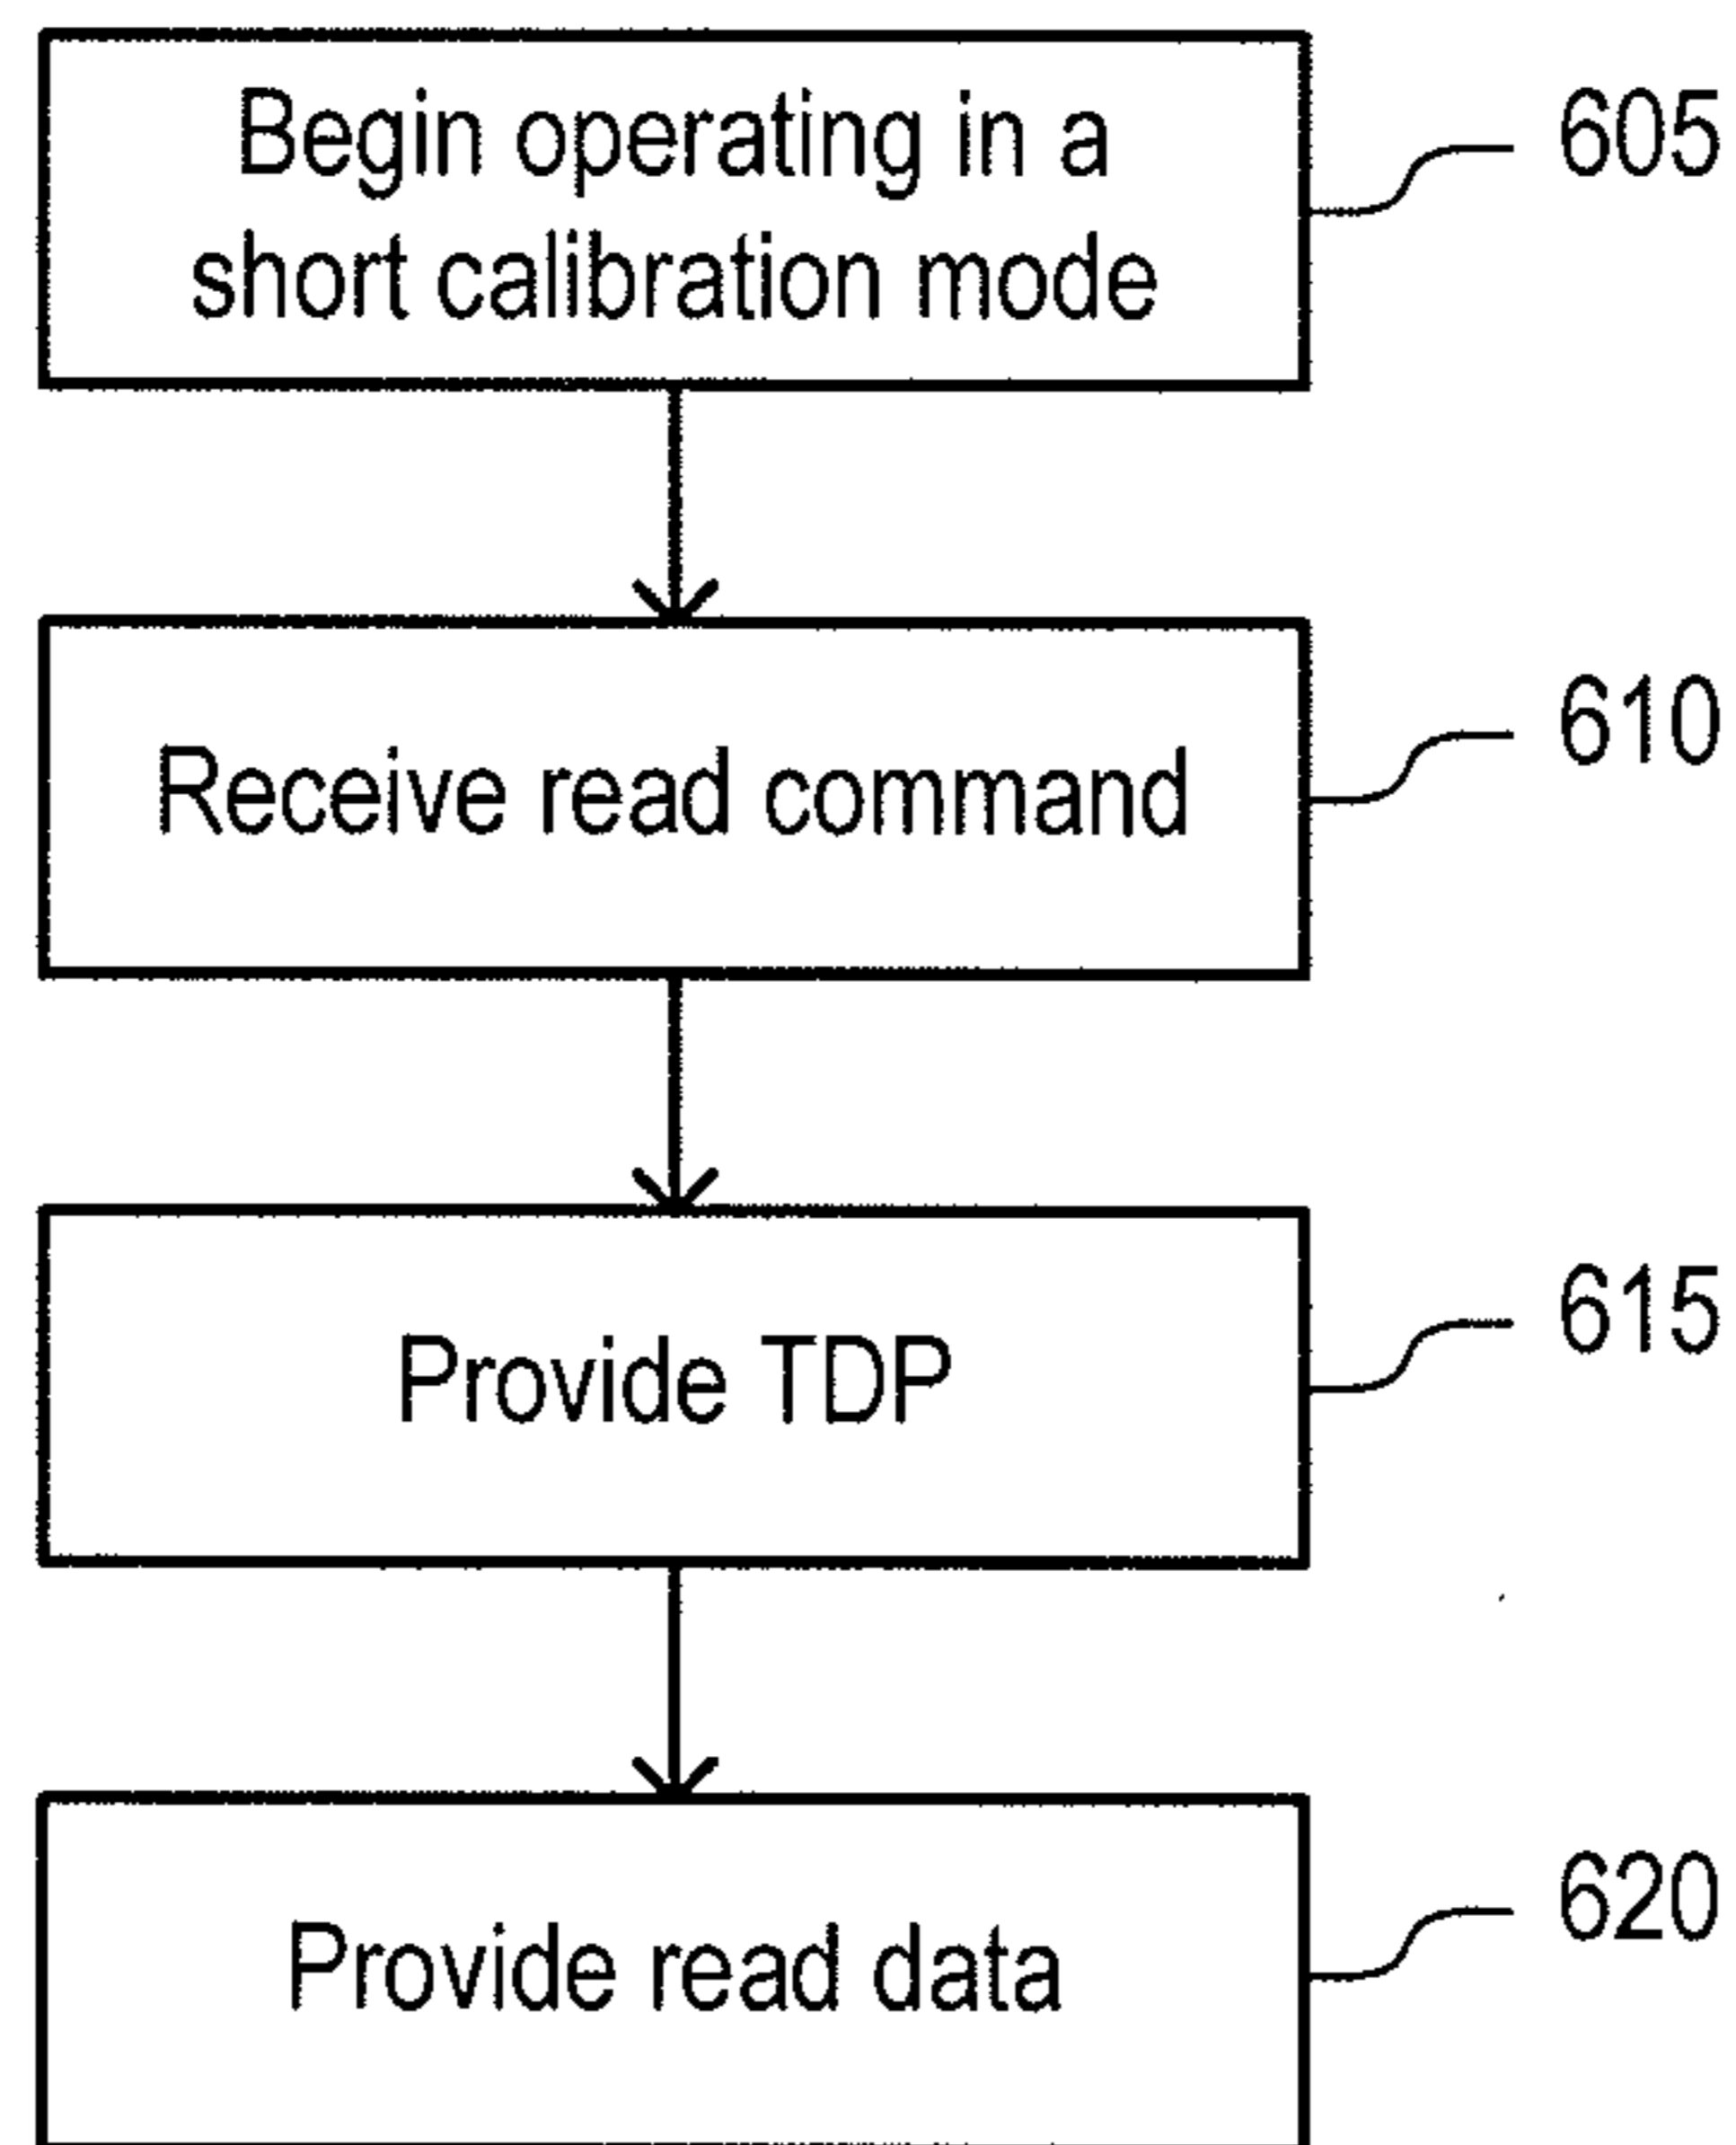 Begin operating in a
short calibration mode
605
Receive read command
610
Provide TDP
615
Provide read data
620